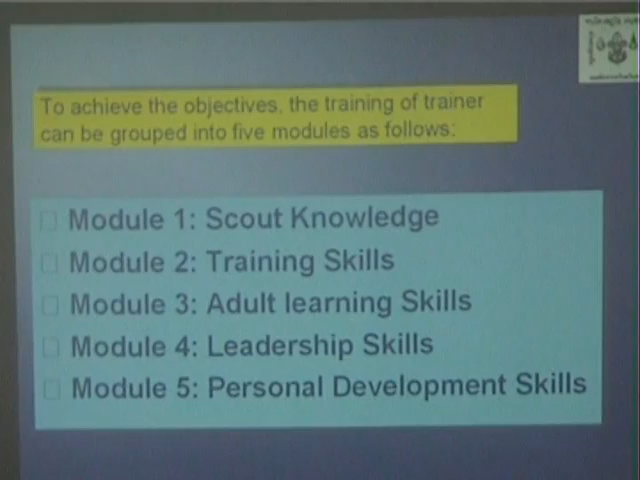 To achieve the objectives, the training of trainer
can be grouped into five modules as follows:
Module 1: Scout Knowledge
Module 2: Training Skills
Module 3: Adult learning Skills
Module 4: Leadership Skills
Module 5: Personal Development Skills